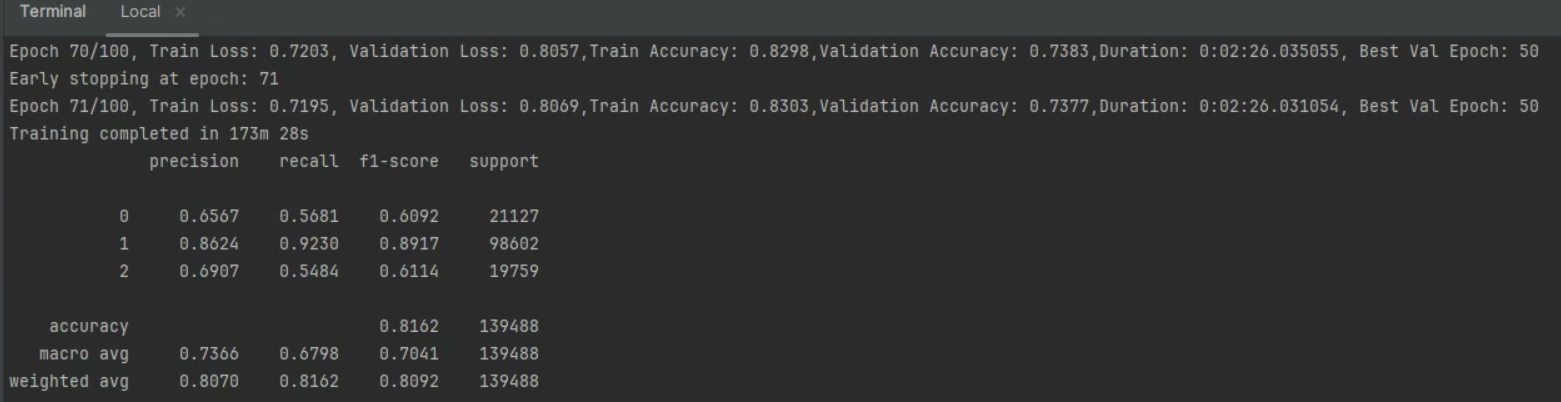 Terminal Local ×
Epoch 70/100, Train Loss: 0.7203, Validation Loss: 0.8057,Train Accuracy: 0.8298,Validation Accuracy: 0.7383,Duration: 0:02:26.035055, Best Val Epoch: 50
Early stopping at epoch: 71
Epoch 71/100, Train Loss: 0.7195, Validation Loss: 0.8069,Train Accuracy: 0.8303,Validation Accuracy: 0.7377,Duration: 0:02:26.031054, Best Val Epoch: 50
Training completed in 173m 28s
precision recall f1-score support
0 0.6567 0.5681 0.6092 21127
1 0.8624 0.9230 0.8917 98602
2 0.6907 0.5484 0.6114 19759
accuracy 0.8162 139488
macro avg 0.7366 0.6798 0.7041 139488
weighted avg 0.8070 0.8162 0.8092 139488